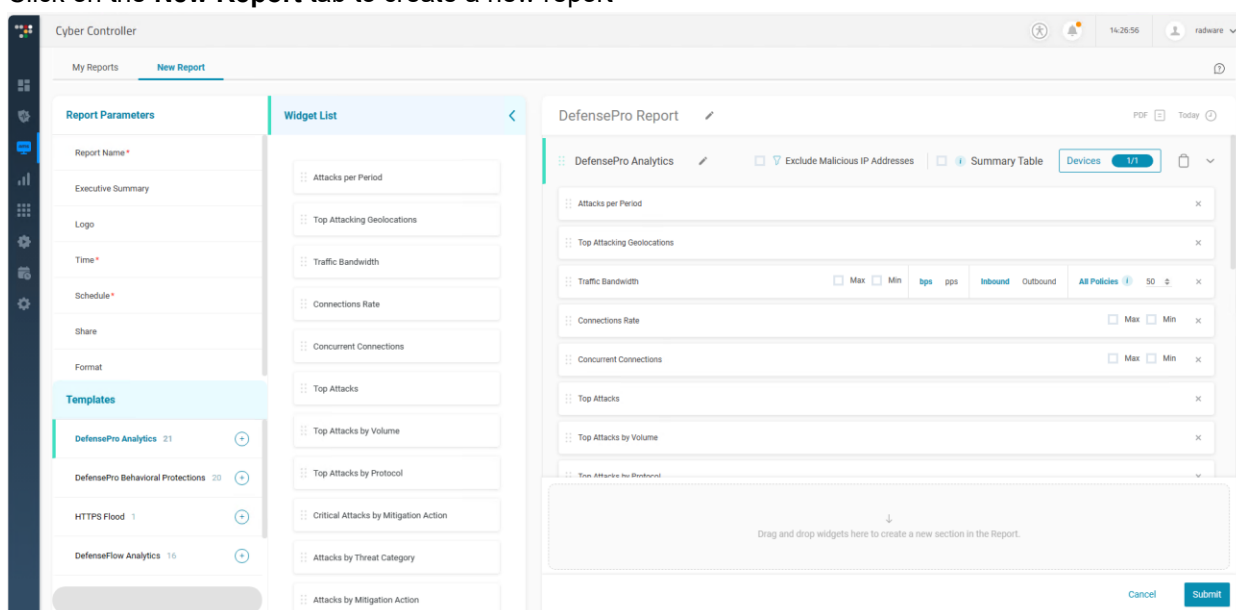 Click on the New Report tab to create a new report
Cyber Controller
14:26:56
radware
My Reports
New Report
Report Parameters
Report Name*
Executive Summary
Logo
Time*
Schedule*
Share
Format
Templates
DefensePro Analytics 21
DefensePro Behavioral Protections 20
HTTPS Flood 1
DefenseFlow Analytics 16
Widget List
Attacks per Period
Top Attacking Geolocations
Traffic Bandwidth
Connections Rate
Concurrent Connections
Top Attacks
Top Attacks by Volume
Top Attacks by Protocol
Critical Attacks by Mitigation Action
Attacks by Threat Category
Attacks by Mitigation Action
DefensePro Report
PDF
Today
DefensePro Analytics
Exclude Malicious IP Addresses
Summary Table
Devices 1/1
Attacks per Period
Top Attacking Geolocations
Traffic Bandwidth Max Min bps pps Inbound Outbound All Policies 50
Connections Rate Max Min
Concurrent Connections Max Min
Top Attacks
Top Attacks by Volume
Top Attacks by Protocol
Drag and drop widgets here to create a new section in the Report.
Cancel
Submit